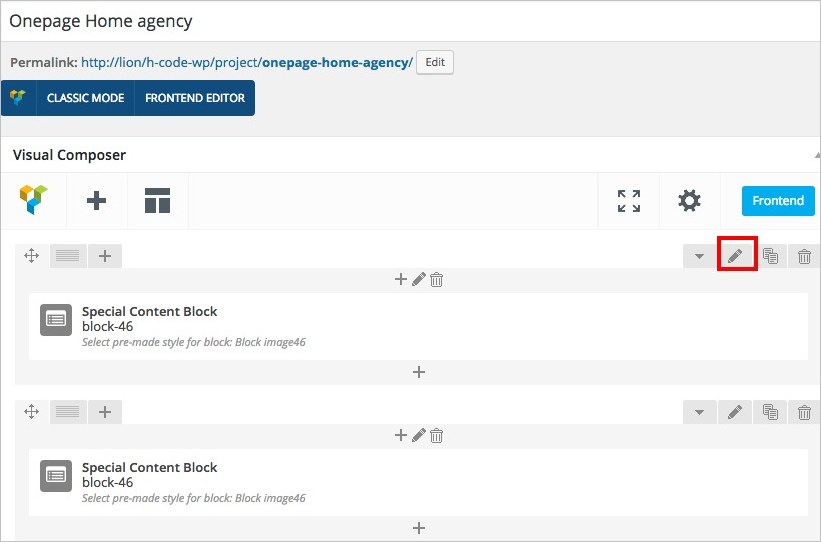 Onepage Home agency
Permalink: http://lion/h-code-wp/project/onepage-home-agency/ Edit
CLASSIC MODE FRONTEND EDITOR
Visual Composer
Frontend
Special Content Block
block-46
Select pre-made style for block: Block image46
Special Content Block
block-46
Select pre-made style for block: Block image46